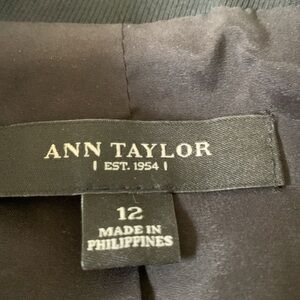 ANN TAYLOR
| EST. 1954 |
12
MADE IN
PHILIPPINES